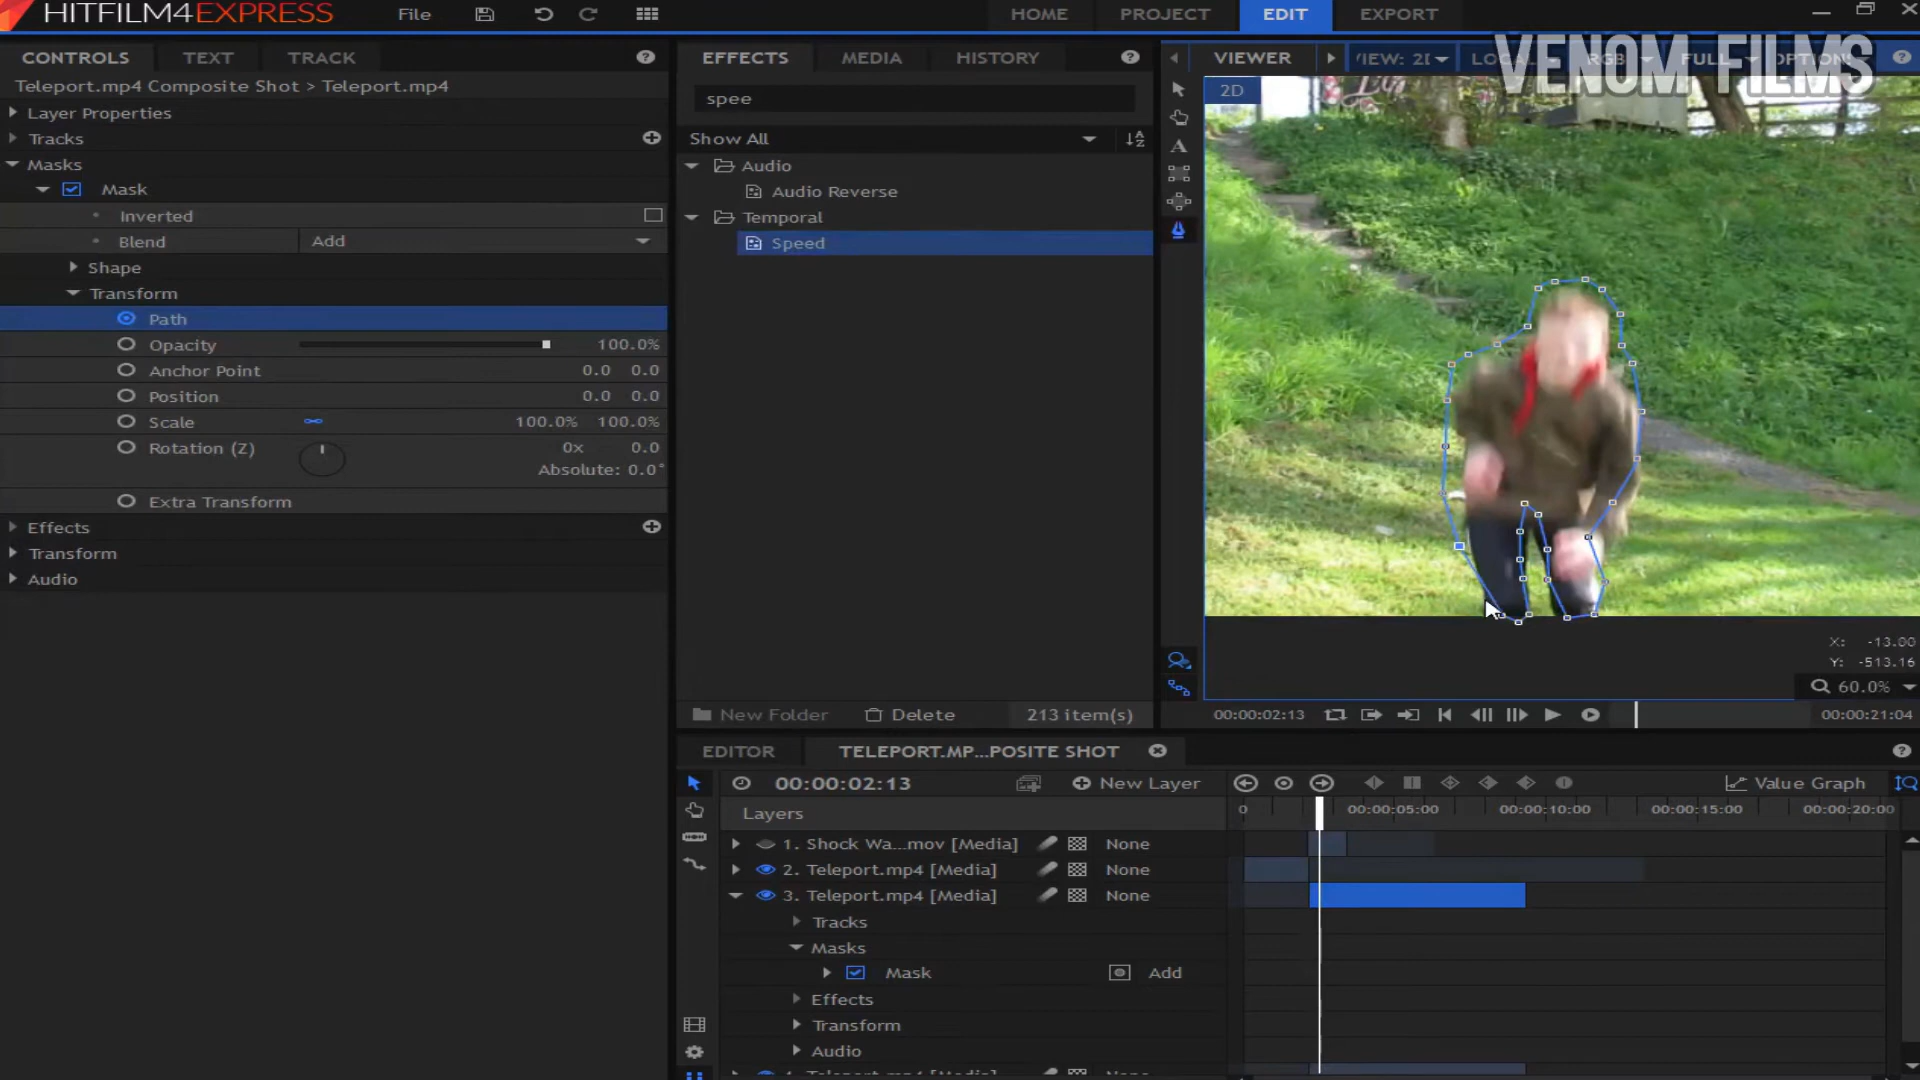 HITFILM4EXPRESS
File
HOME
PROJECT
EDIT
EXPORT
VENOM FILMS
CONTROLS
TEXT
TRACK
Teleport.mp4 Composite Shot > Teleport.mp4
Layer Properties
Tracks
Masks
Mask
Inverted
Blend
Add
Shape
Transform
Path
Opacity
100.0%
Anchor Point
0.0 0.0
Position
0.0 0.0
Scale
100.0% 100.0%
Rotation (Z)
0x 0.0
Absolute: 0.0°
Extra Transform
Effects
Transform
Audio
EFFECTS
MEDIA
HISTORY
spee
Show All
Audio
Audio Reverse
Temporal
Speed
New Folder
Delete
213 item(s)
VIEWER
FULL
OPTION
2D
X: -13.00
Y: -513.16
60.0%
00:00:02:13
00:00:21:04
EDITOR
TELEPORT.MP...POSITE SHOT
00:00:02:13
New Layer
Value Graph
Layers
0
00:00:05:00
00:00:10:00
00:00:15:00
00:00:20:00
1. Shock Wa...mov [Media]
None
2. Teleport.mp4 [Media]
None
3. Teleport.mp4 [Media]
None
Tracks
Masks
Mask
Add
Effects
Transform
Audio